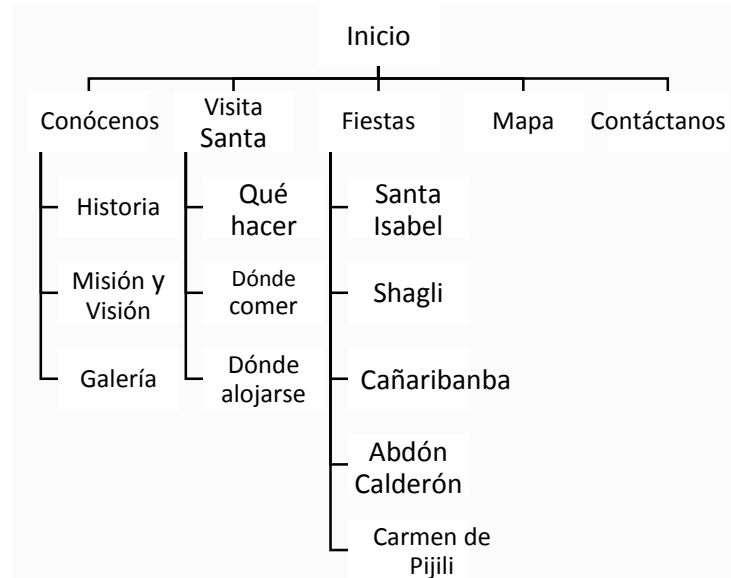 Inicio
Conócenos
Visita
Santa
Fiestas
Mapa
Contáctanos
Historia
Misión y
Visión
Galería
Qué
hacer
Dónde
comer
Dónde
alojarse
Santa
Isabel
Shagli
Cañaribanba
Abdón
Calderón
Carmen de
Pijili